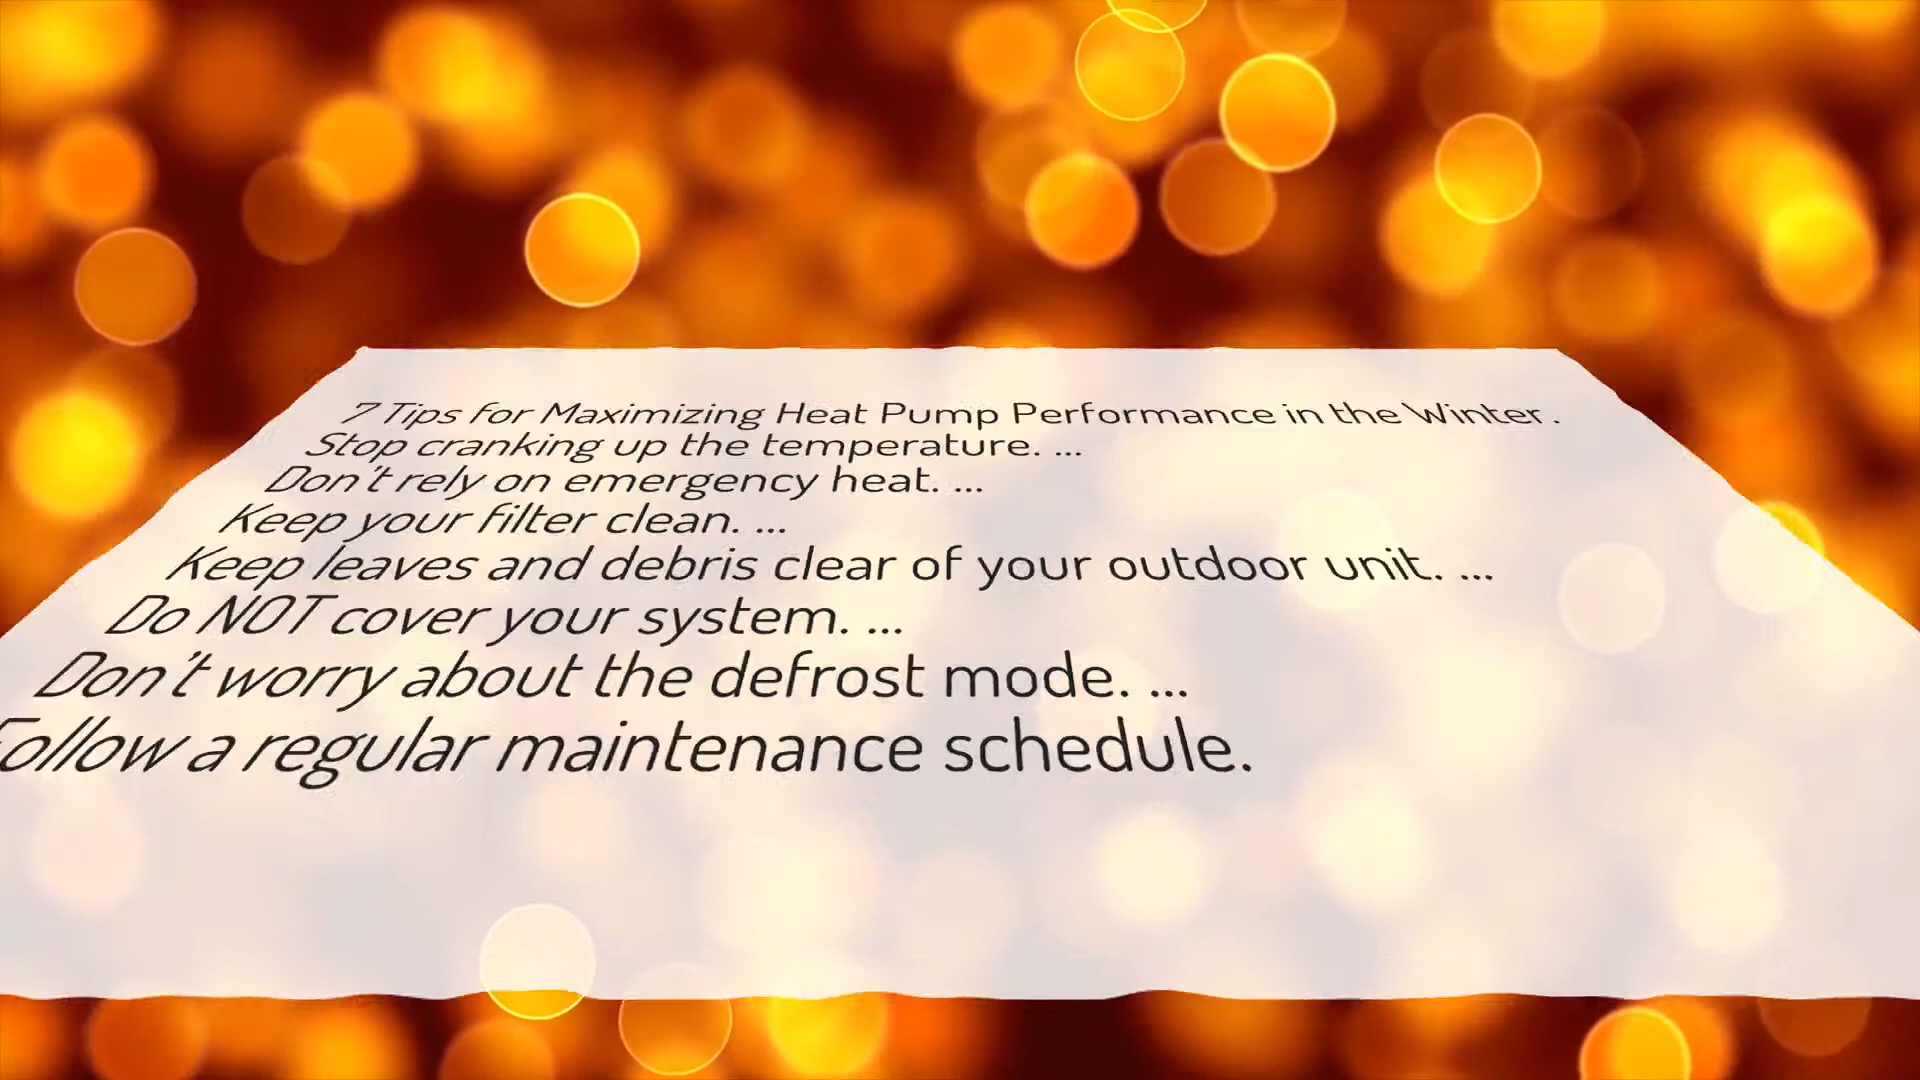 7 Tips for Maximizing Heat Pump Performance in the Winter.
Stop cranking up the temperature. ...
Don't rely on emergency heat. ...
Keep your filter clean. ...
Keep leaves and debris clear of your outdoor unit. ...
Do NOT cover your system. ...
Don't worry about the defrost mode. ...
Follow a regular maintenance schedule.